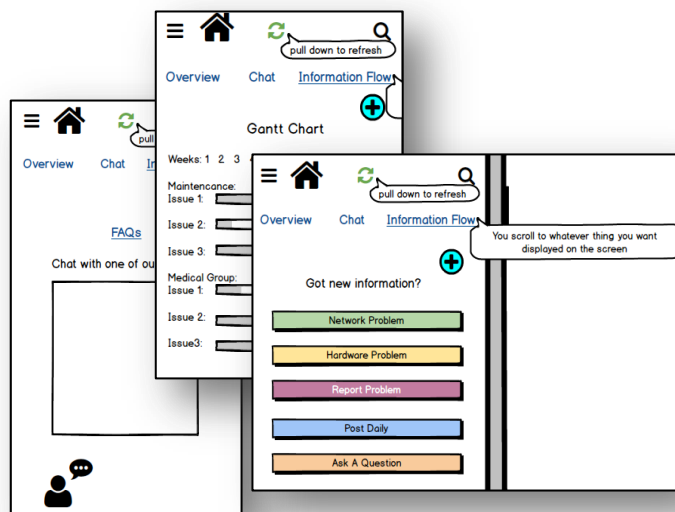 pull down to refresh
Overview Chat Information Flow
Gantt Chart
Weeks: 1 2 3
Maintencance:
Issue 1:
Issue 2:
Issue 3:
Medical Group:
Issue 1:
Issue 2:
Issue3:
pull
Overview Chat
FAQs
Chat with one of ou
pull down to refresh
Overview Chat Information Flow
You scroll to whatever thing you want
displayed on the screen
Got new information?
Network Problem
Hardware Problem
Report Problem
Post Daily
Ask A Question